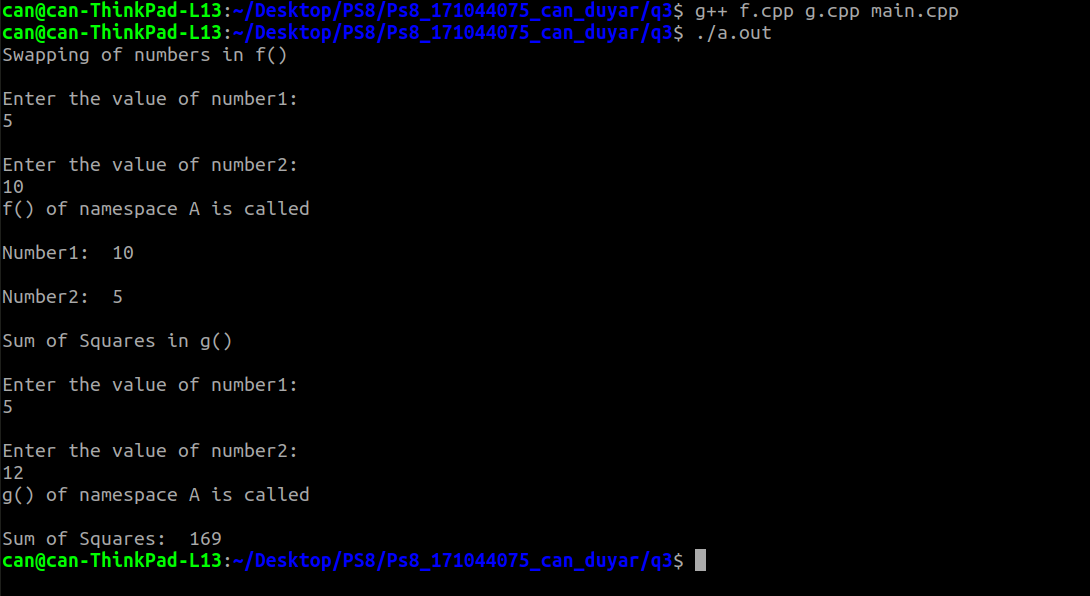 can@can-ThinkPad-L13:~/Desktop/PS8/Ps8_171044075_can_duyar/q3$ g++ f.cpp g.cpp main.cpp
can@can-ThinkPad-L13:~/Desktop/PS8/Ps8_171044075_can_duyar/q3$ ./a.out
Swapping of numbers in f()
Enter the value of number1:
5
Enter the value of number2:
10
f() of namespace A is called
Number1:  10
Number2:  5
Sum of Squares in g()
Enter the value of number1:
5
Enter the value of number2:
12
g() of namespace A is called
Sum of Squares:  169
can@can-ThinkPad-L13:~/Desktop/PS8/Ps8_171044075_can_duyar/q3$